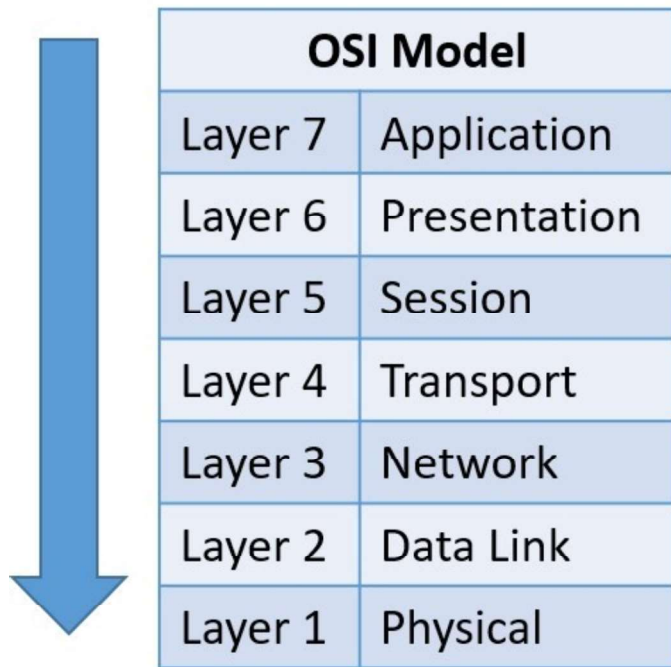 OSI Model
Layer 7 Application
Layer 6 Presentation
Layer 5 Session
Layer 4 Transport
Layer 3 Network
Layer 2 Data Link
Layer 1 Physical